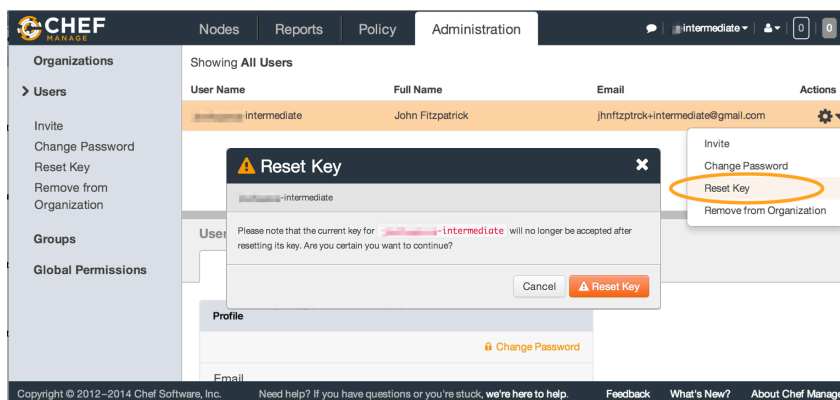 CHEF
MANAGE
Nodes Reports Policy Administration
-intermediate
0 0
Organizations
Users
Invite
Change Password
Reset Key
Remove from
Organization
Groups
Global Permissions
Showing All Users
User Name Full Name Email Actions
-intermediate John Fitzpatrick jhnftzptrck+intermediate@gmail.com
Invite
Change Password
Reset Key
Remove from Organization
Reset Key
-intermediate
Please note that the current key for -intermediate will no longer be accepted after
resetting its key. Are you certain you want to continue?
Cancel Reset Key
User
Profile
Change Password
Email
Copyright © 2012–2014 Chef Software, Inc. Need help? If you have questions or you're stuck, we're here to help. Feedback What's New? About Chef Manage